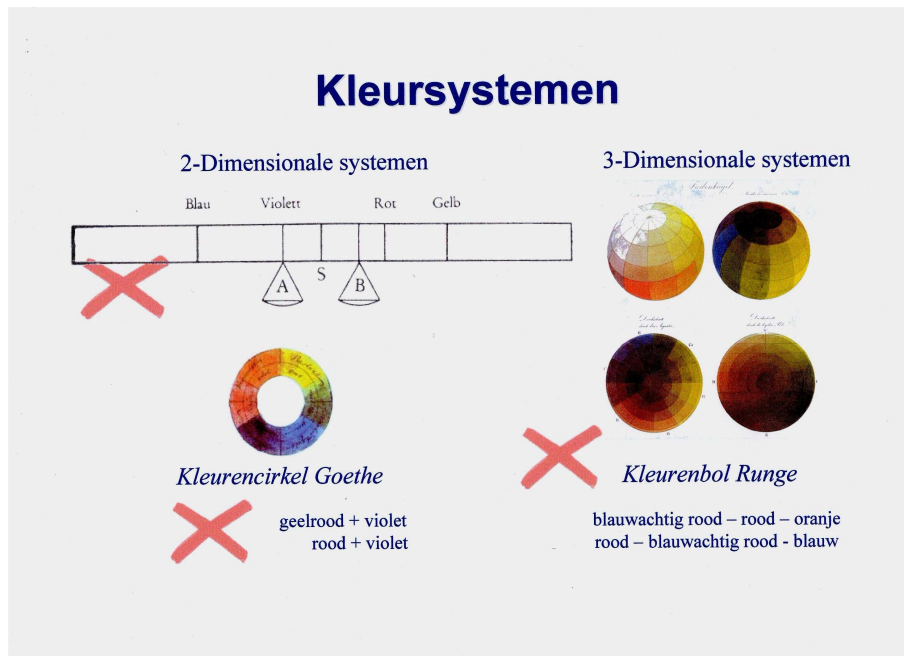 Kleursystemen
2-Dimensionale systemen
Blau Violett Rot Gelb
A S B
Kleurencirkel Goethe
geelrood + violet
rood + violet
3-Dimensionale systemen
Farbenkugel
Kleurenbol Runge
blauwachtig rood – rood – oranje
rood – blauwachtig rood - blauw